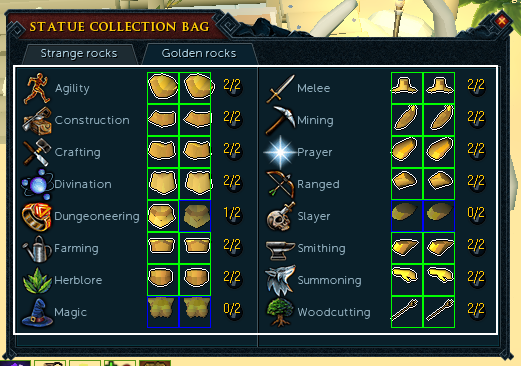 STATUE COLLECTION BAG
Strange rocks Golden rocks
Agility 2/2 Melee 2/2
Construction 2/2 Mining 2/2
Crafting 2/2 Prayer 2/2
Divination 2/2 Ranged 2/2
Dungeoneering 1/2 Slayer 0/2
Farming 2/2 Smithing 2/2
Herblore 2/2 Summoning 2/2
Magic 0/2 Woodcutting 2/2